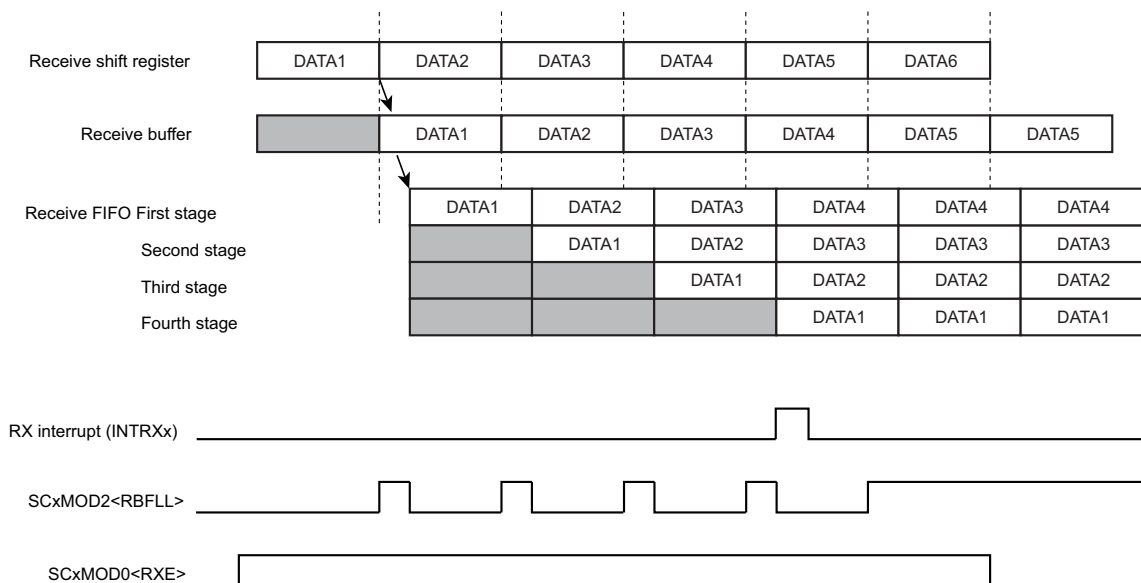 Receive shift register DATA1 DATA2 DATA3 DATA4 DATA5 DATA6
Receive buffer DATA1 DATA2 DATA3 DATA4 DATA5 DATA5
Receive FIFO First stage DATA1 DATA2 DATA3 DATA4 DATA4 DATA4
Second stage DATA1 DATA2 DATA3 DATA3 DATA3
Third stage DATA1 DATA2 DATA2 DATA2
Fourth stage DATA1 DATA1 DATA1
RX interrupt (INTRXx)
SCxMOD2<RBFLL>
SCxMOD0<RXE>